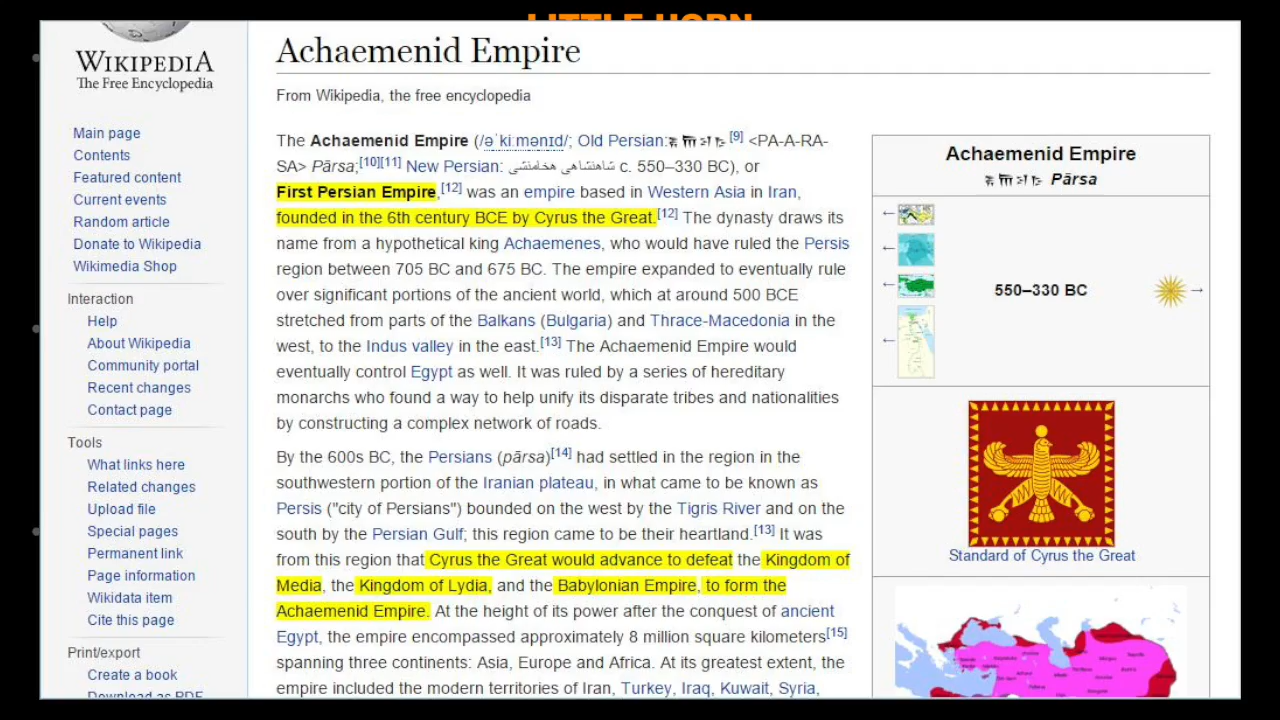 LITTLE HORN
WIKIPEDIA
The Free Encyclopedia
Main page
Contents
Featured content
Current events
Random article
Donate to Wikipedia
Wikimedia Shop
Interaction
Help
About Wikipedia
Community portal
Recent changes
Contact page
Tools
What links here
Related changes
Upload file
Special pages
Permanent link
Page information
Wikidata item
Cite this page
Print/export
Create a book
Download as PDF
Achaemenid Empire
From Wikipedia, the free encyclopedia
The Achaemenid Empire (/əˈkiːmənɪd/; Old Persian: [9] <PA-A-RA-
SA> Pārsa;[10][11] New Persian: شاهنشاهی هخامنشی c. 550–330 BC), or
First Persian Empire,[12] was an empire based in Western Asia in Iran,
founded in the 6th century BCE by Cyrus the Great.[12] The dynasty draws its
name from a hypothetical king Achaemenes, who would have ruled the Persis
region between 705 BC and 675 BC. The empire expanded to eventually rule
over significant portions of the ancient world, which at around 500 BCE
stretched from parts of the Balkans (Bulgaria) and Thrace-Macedonia in the
west, to the Indus valley in the east.[13] The Achaemenid Empire would
eventually control Egypt as well. It was ruled by a series of hereditary
monarchs who found a way to help unify its disparate tribes and nationalities
by constructing a complex network of roads.
By the 600s BC, the Persians (pārsa)[14] had settled in the region in the
southwestern portion of the Iranian plateau, in what came to be known as
Persis ("city of Persians") bounded on the west by the Tigris River and on the
south by the Persian Gulf; this region came to be their heartland.[13] It was
from this region that Cyrus the Great would advance to defeat the Kingdom of
Media, the Kingdom of Lydia, and the Babylonian Empire, to form the
Achaemenid Empire. At the height of its power after the conquest of ancient
Egypt, the empire encompassed approximately 8 million square kilometers[15]
spanning three continents: Asia, Europe and Africa. At its greatest extent, the
empire included the modern territories of Iran, Turkey, Iraq, Kuwait, Syria,
Achaemenid Empire
Pārsa
← 
←
← 550–330 BC →
←
Standard of Cyrus the Great